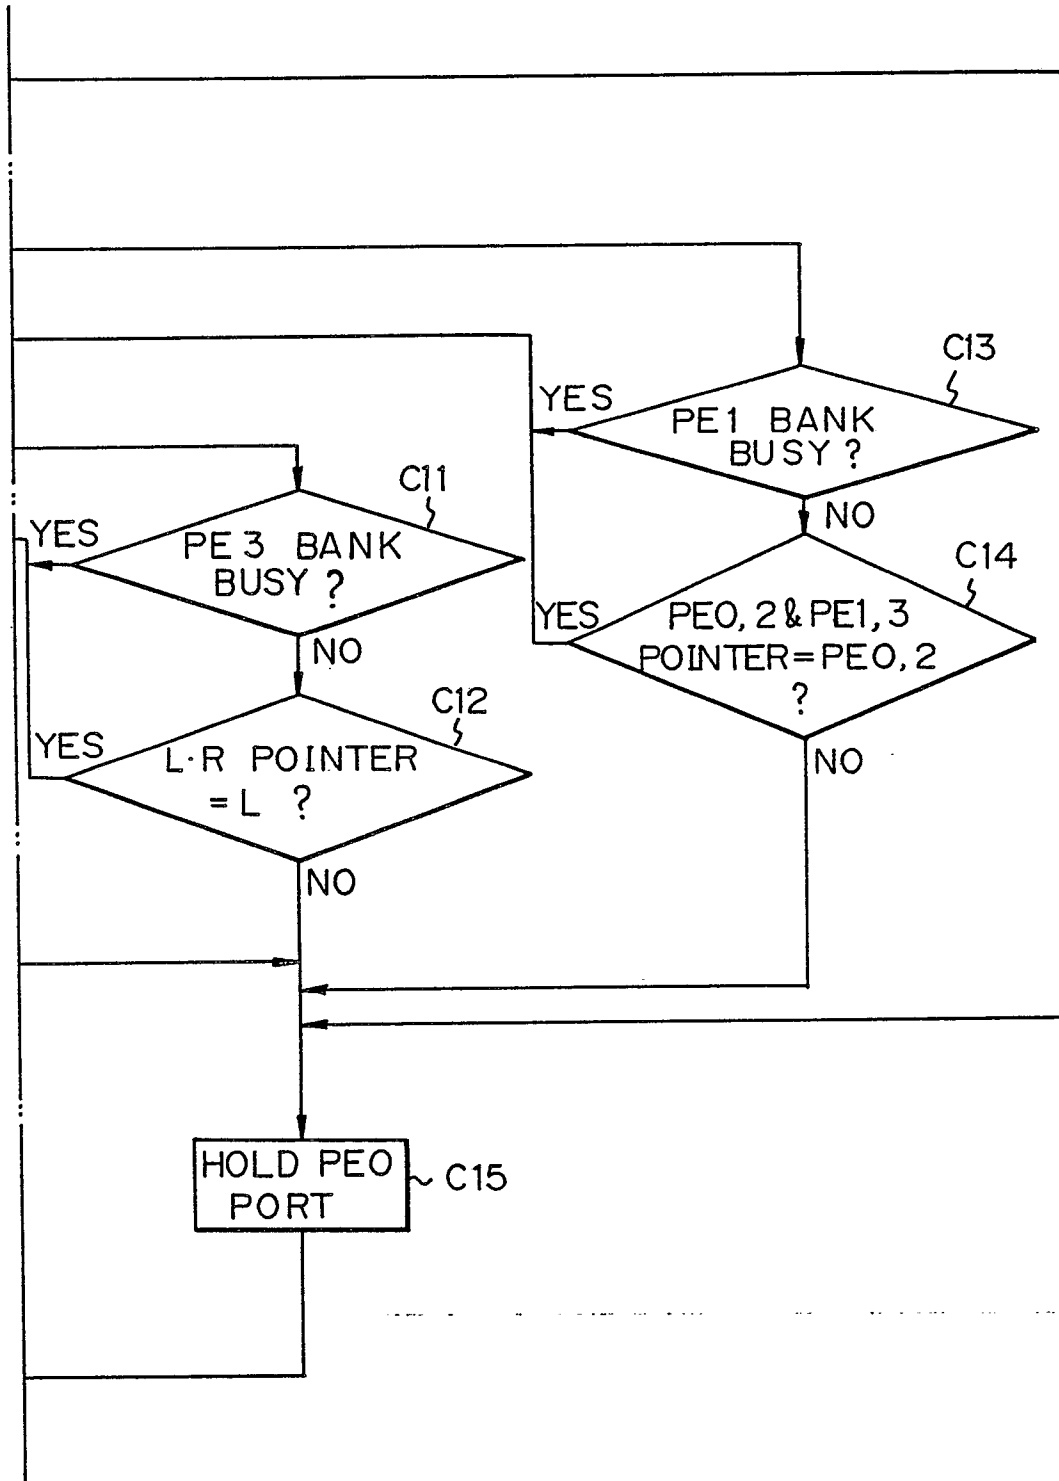 C13
YES
PE1 BANK
BUSY ?
NO
C11
YES
PE3 BANK
BUSY ?
NO
C14
YES
PE0, 2 & PE1, 3
POINTER = PE0, 2
?
NO
C12
YES
L·R POINTER
= L ?
NO
HOLD PE0
PORT
C15